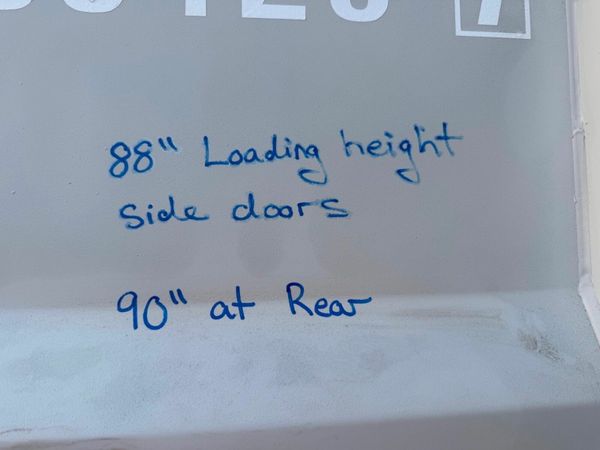 88" Loading height
side doors
90" at Rear